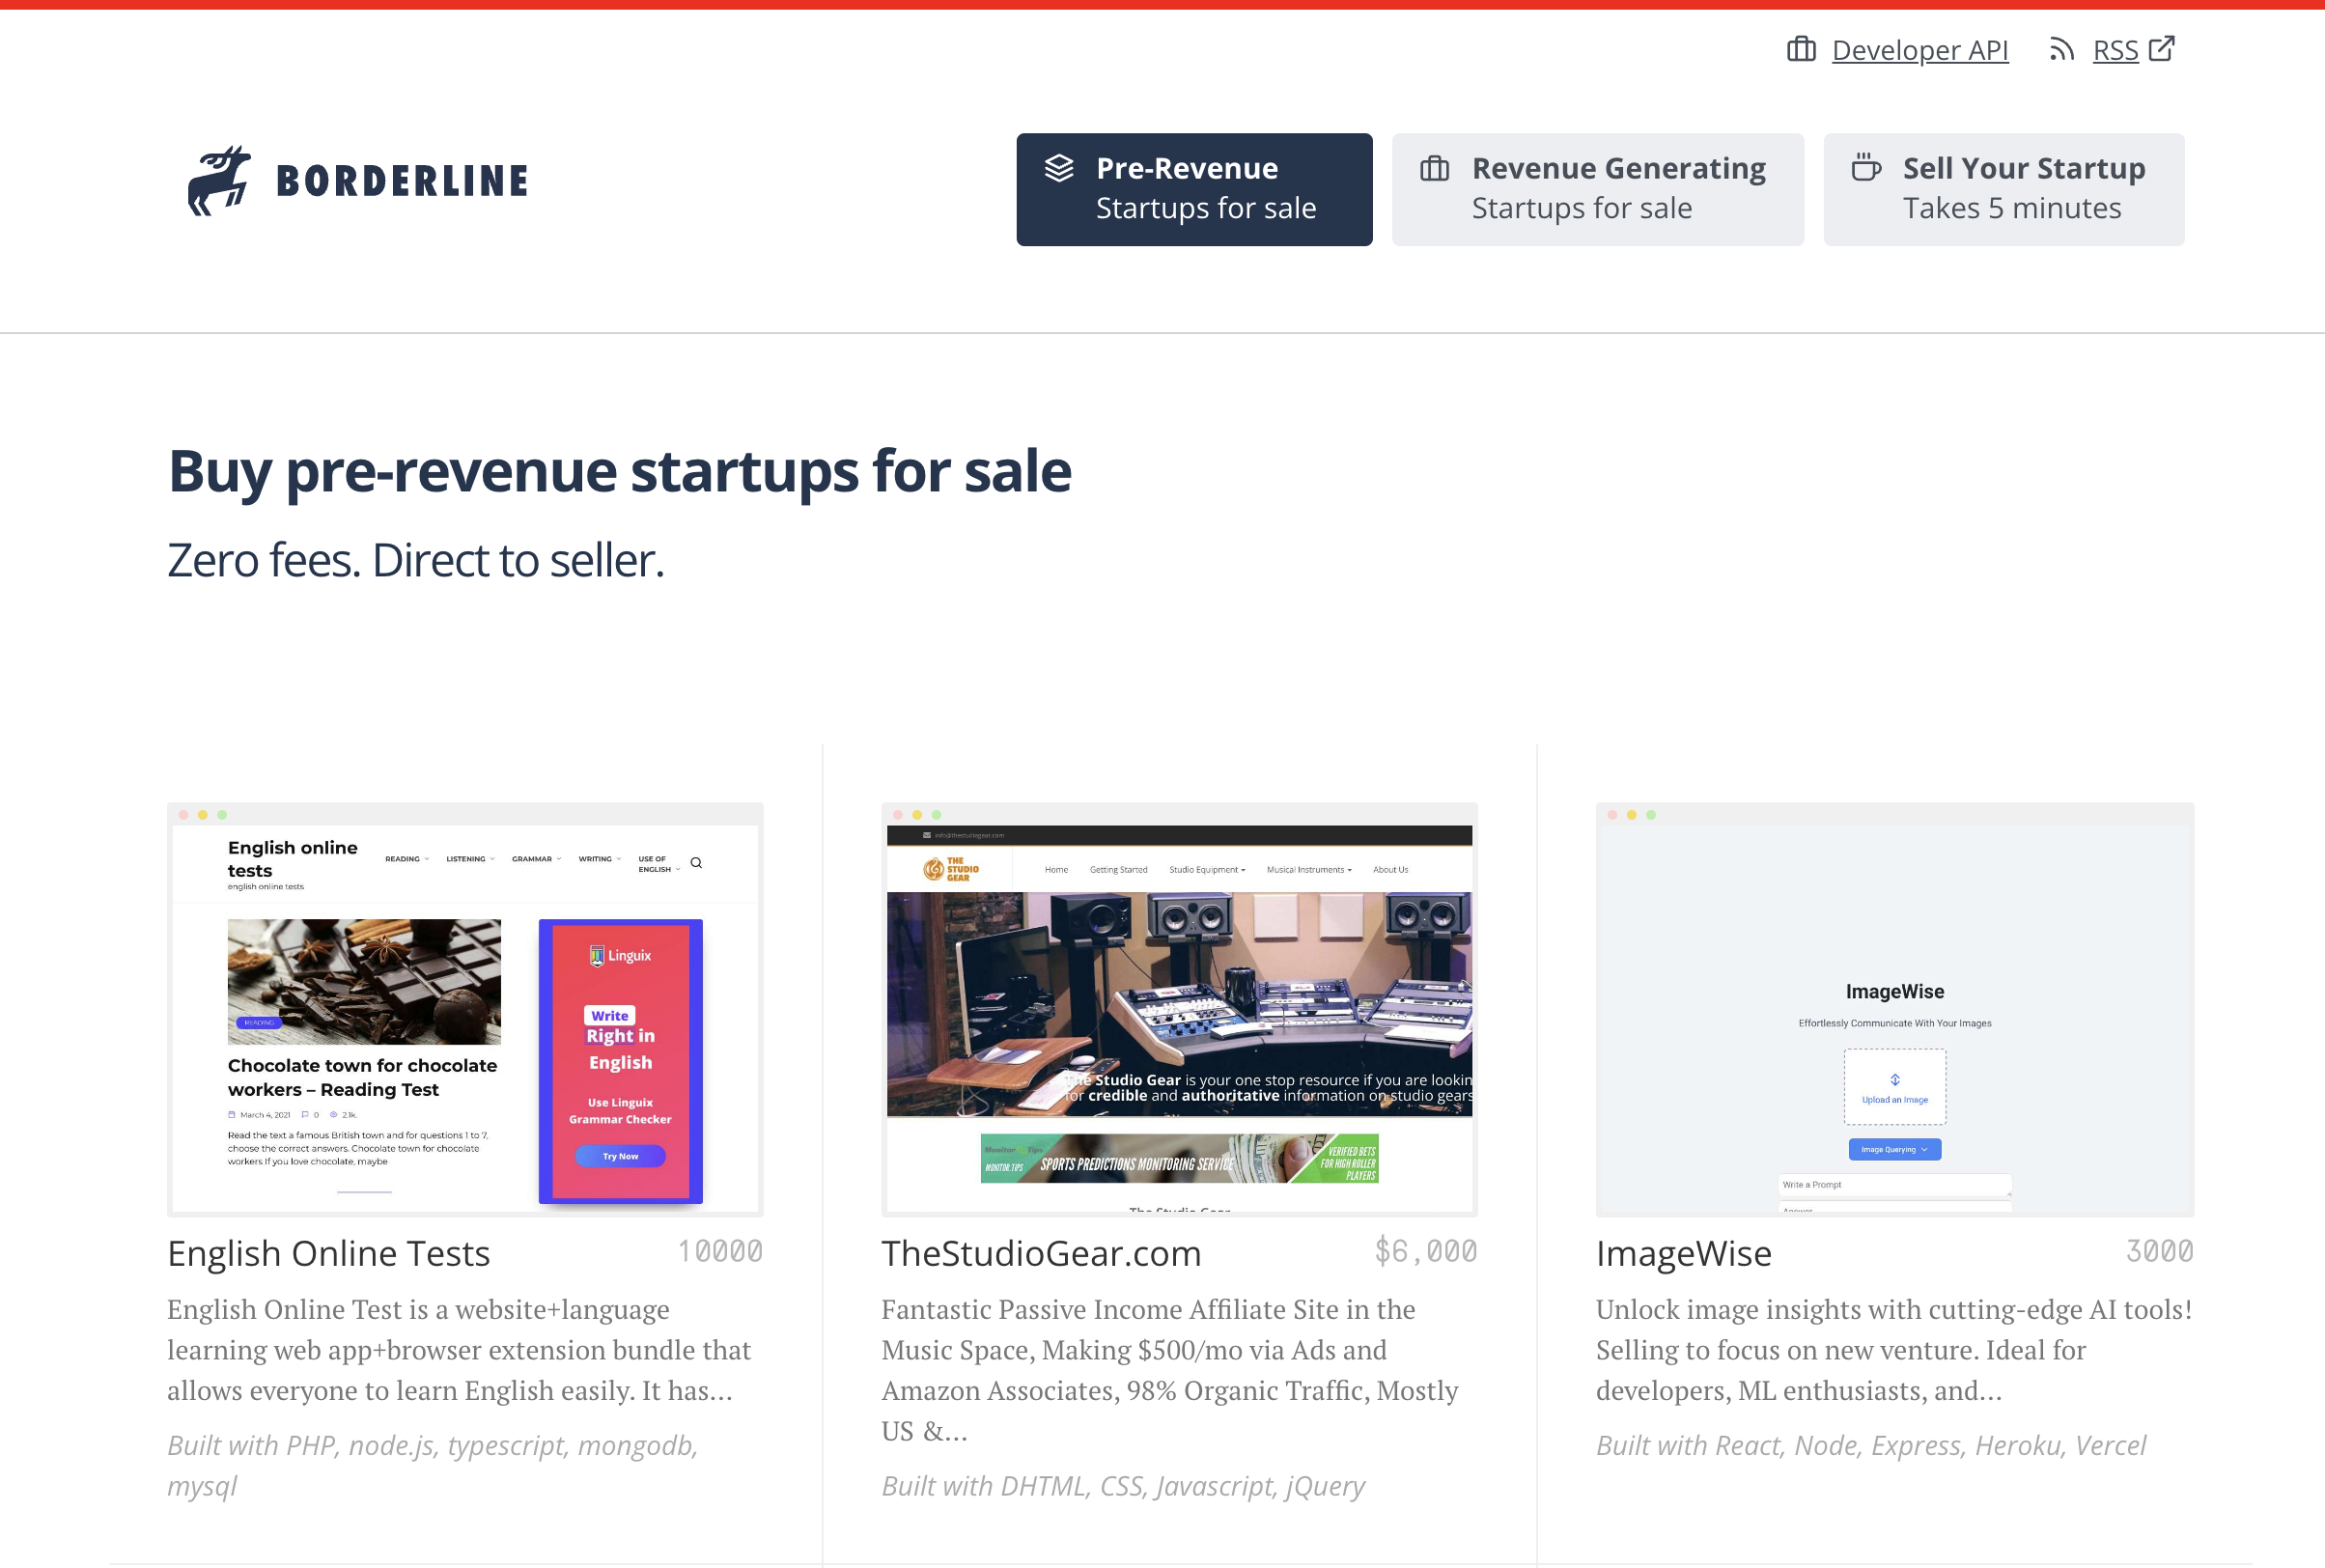 Developer API
RSS
BORDERLINE
Pre-Revenue
Startups for sale
Revenue Generating
Startups for sale
Sell Your Startup
Takes 5 minutes
Buy pre-revenue startups for sale
Zero fees. Direct to seller.
English online
tests
english online tests
READING
LISTENING
GRAMMAR
WRITING
USE OF
ENGLISH
READING
Chocolate town for chocolate
workers – Reading Test
March 4, 2021 0 2.1k.
Read the text a famous British town and for questions 1 to 7,
choose the correct answers. Chocolate town for chocolate
workers If you love chocolate, maybe
Linguix
Write
Right in
English
Use Linguix
Grammar Checker
Try Now
English Online Tests
10000
English Online Test is a website+language
learning web app+browser extension bundle that
allows everyone to learn English easily. It has...
Built with PHP, node.js, typescript, mongodb,
mysql
info@thestudiogear.com
THE
STUDIO
GEAR
Home
Getting Started
Studio Equipment
Musical Instruments
About Us
The Studio Gear is your one stop resource if you are lookin
for credible and authoritative information on studio gears
Monitor Tips
MONITOR.TIPS
SPORTS PREDICTIONS MONITORING SERVICE
VERIFIED BETS
FOR HIGH ROLLER
PLAYERS
The Studio Gear
TheStudioGear.com
$6,000
Fantastic Passive Income Affiliate Site in the
Music Space, Making $500/mo via Ads and
Amazon Associates, 98% Organic Traffic, Mostly
US &...
Built with DHTML, CSS, Javascript, jQuery
ImageWise
Effortlessly Communicate With Your Images
Upload an Image
Image Querying
Write a Prompt
Answer
ImageWise
3000
Unlock image insights with cutting-edge AI tools!
Selling to focus on new venture. Ideal for
developers, ML enthusiasts, and...
Built with React, Node, Express, Heroku, Vercel